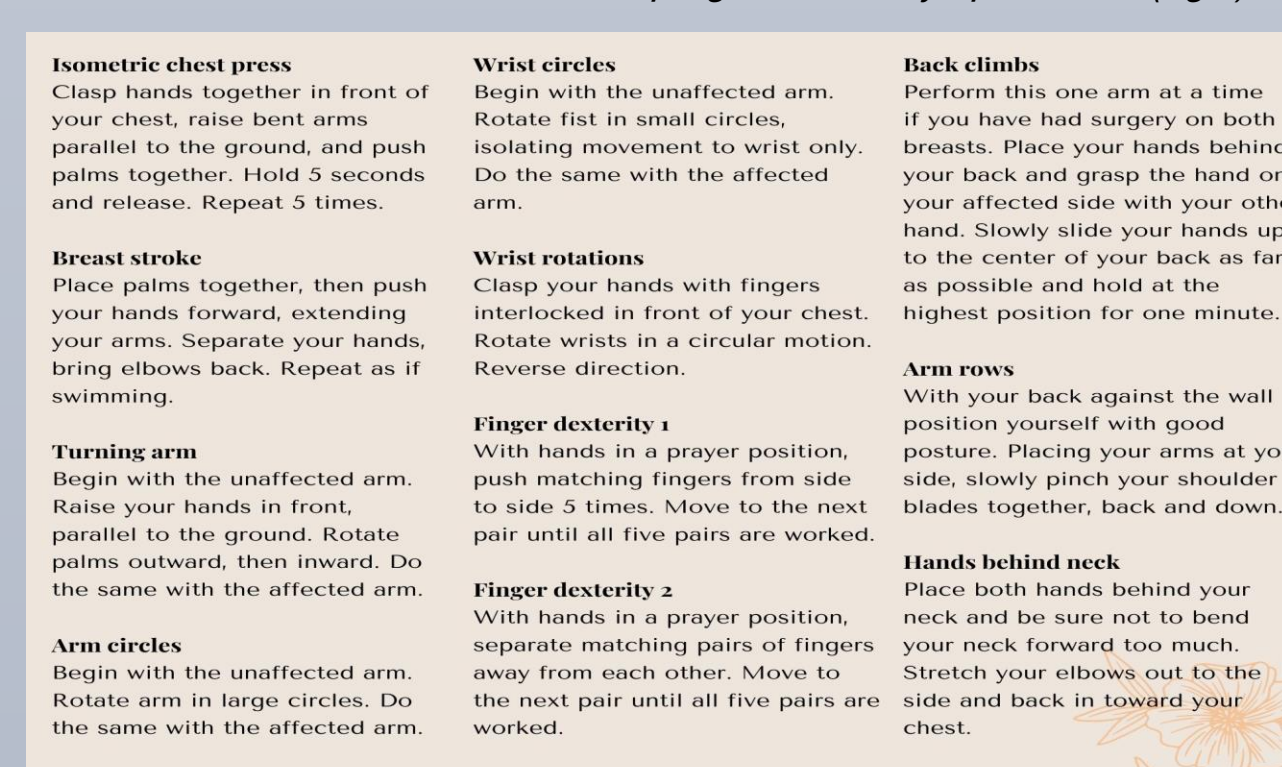 Isometric chest press
Clasp hands together in front of
your chest, raise bent arms
parallel to the ground, and push
palms together. Hold 5 seconds
and release. Repeat 5 times.
Breast stroke
Place palms together, then push
your hands forward, extending
your arms. Separate your hands,
bring elbows back. Repeat as if
swimming.
Turning arm
Begin with the unaffected arm.
Raise your hands in front,
parallel to the ground. Rotate
palms outward, then inward. Do
the same with the affected arm.
Arm circles
Begin with the unaffected arm.
Rotate arm in large circles. Do
the same with the affected arm.
Wrist circles
Begin with the unaffected arm.
Rotate fist in small circles,
isolating movement to wrist only.
Do the same with the affected
arm.
Wrist rotations
Clasp your hands with fingers
interlocked in front of your chest.
Rotate wrists in a circular motion.
Reverse direction.
Finger dexterity 1
With hands in a prayer position,
push matching fingers from side
to side 5 times. Move to the next
pair until all five pairs are worked.
Finger dexterity 2
With hands in a prayer position,
separate matching pairs of fingers
away from each other. Move to
the next pair until all five pairs are
worked.
Back climbs
Perform this one arm at a time
if you have had surgery on both
breasts. Place your hands behind
your back and grasp the hand on
your affected side with your othe
hand. Slowly slide your hands up
to the center of your back as far
as possible and hold at the
highest position for one minute.
Arm rows
With your back against the wall
position yourself with good
posture. Placing your arms at yo
side, slowly pinch your shoulder
blades together, back and down.
Hands behind neck
Place both hands behind your
neck and be sure not to bend
your neck forward too much.
Stretch your elbows out to the
side and back in toward your
chest.